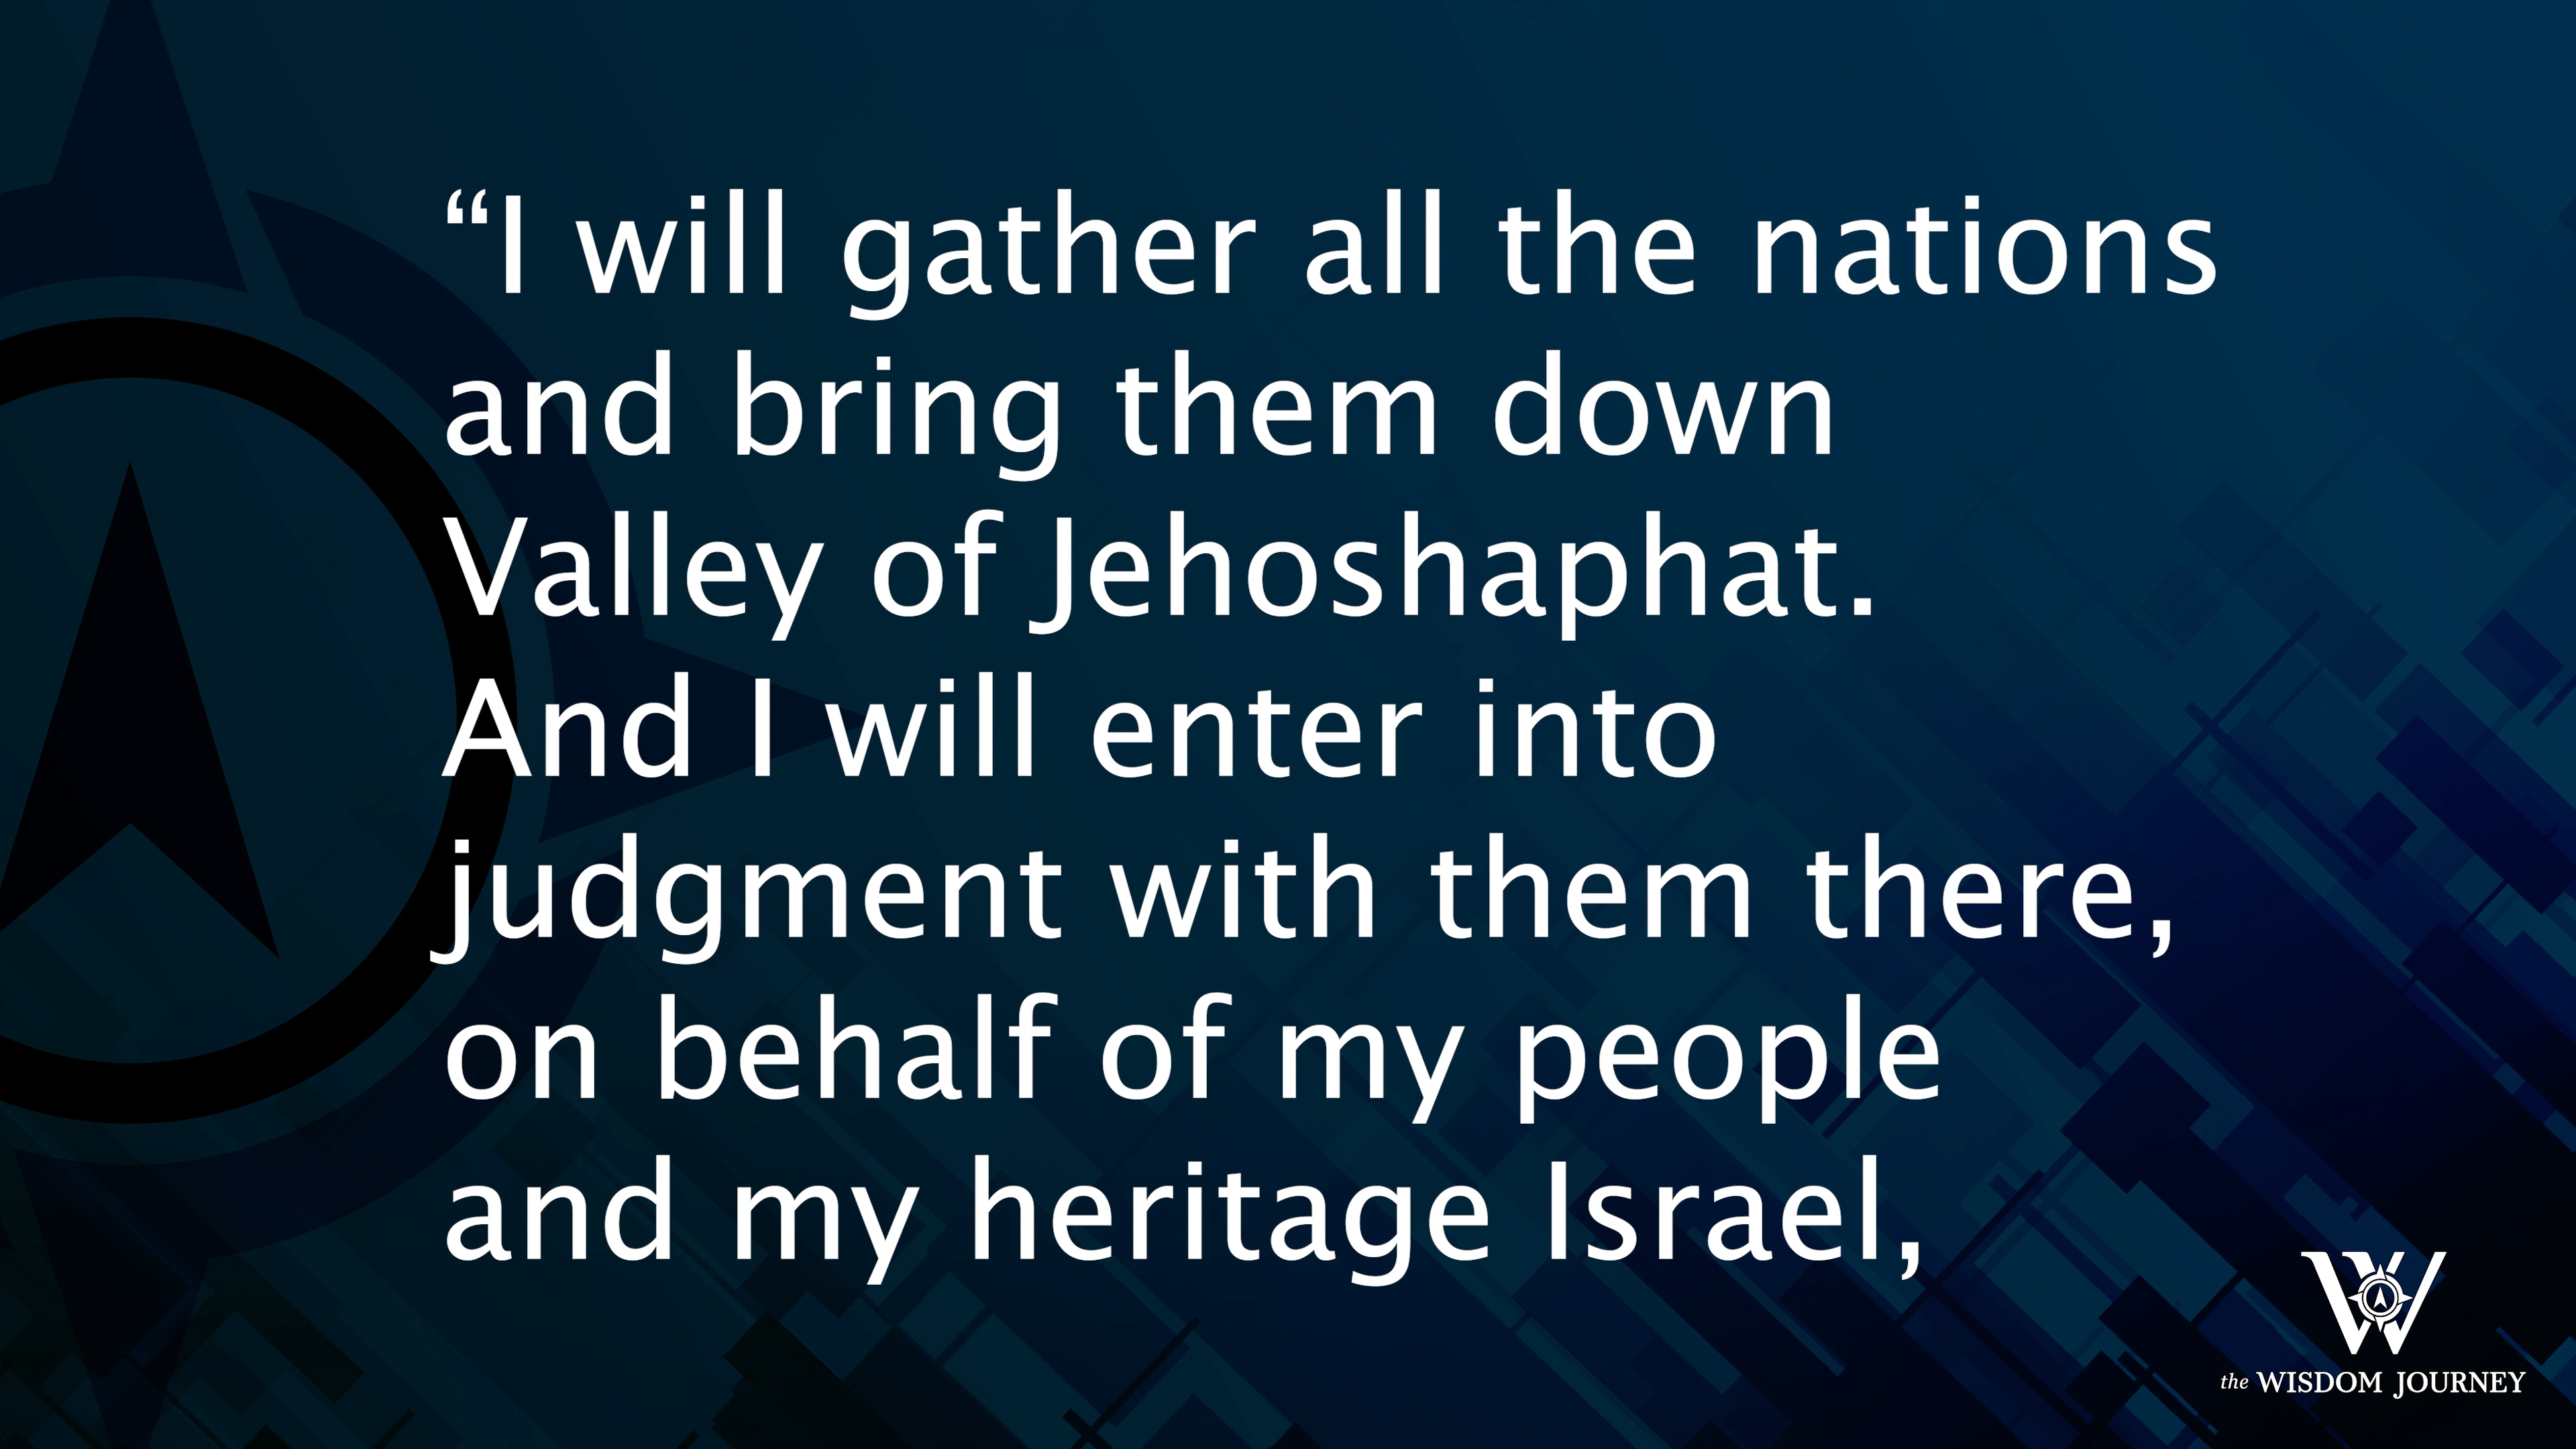 “I will gather all the nations
and bring them down
Valley of Jehoshaphat.
And I will enter into
judgment with them there,
on behalf of my people
and my heritage Israel,
W
the WISDOM JOURNEY